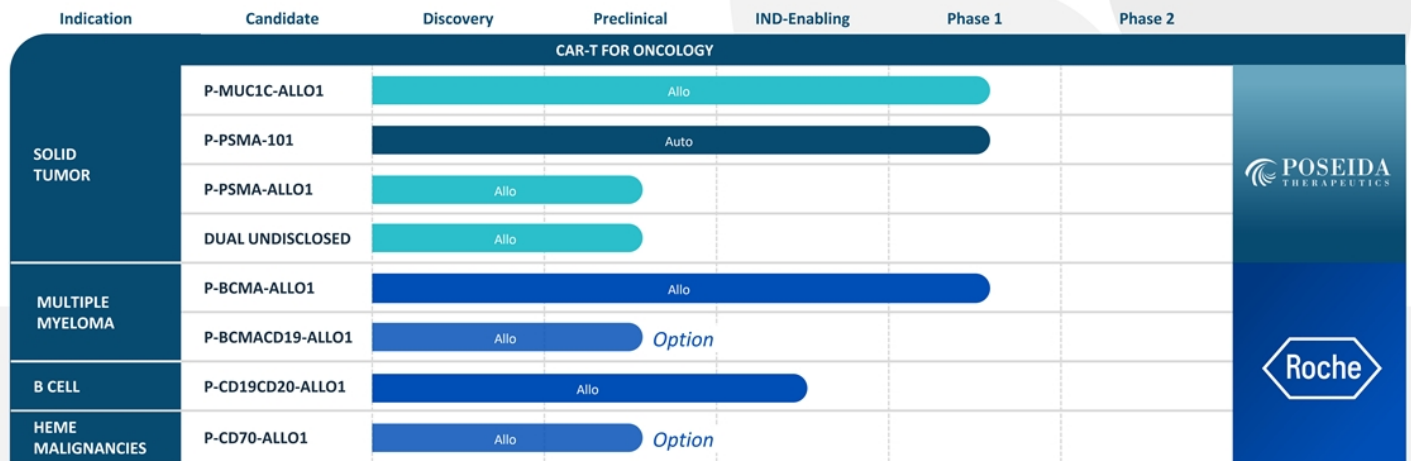 Indication Candidate Discovery Preclinical IND-Enabling Phase 1 Phase 2
CAR-T FOR ONCOLOGY
SOLID
TUMOR
P-MUC1C-ALLO1 Allo
P-PSMA-101 Auto
P-PSMA-ALLO1 Allo
DUAL UNDISCLOSED Allo
POSEIDA
THERAPEUTICS
MULTIPLE
MYELOMA
P-BCMA-ALLO1 Allo
P-BCMACD19-ALLO1 Allo Option
B CELL P-CD19CD20-ALLO1 Allo
HEME
MALIGNANCIES
P-CD70-ALLO1 Allo Option
Roche